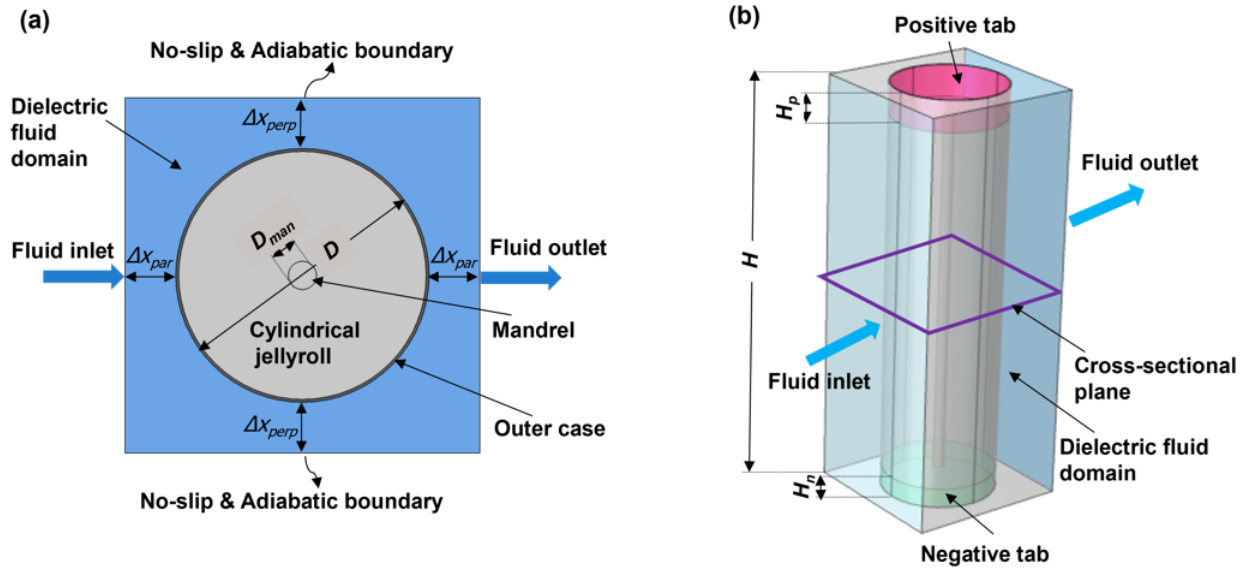 (a)
No-slip & Adiabatic boundary
Dielectric
fluid
domain
Δx_perp
D_man
D
Fluid inlet
Δx_par
Δx_par
Fluid outlet
Cylindrical
jellyroll
Mandrel
Δx_perp
Outer case
No-slip & Adiabatic boundary
(b)
Positive tab
H_p
Fluid outlet
H
Fluid inlet
Cross-sectional
plane
Dielectric fluid
domain
H_n
Negative tab